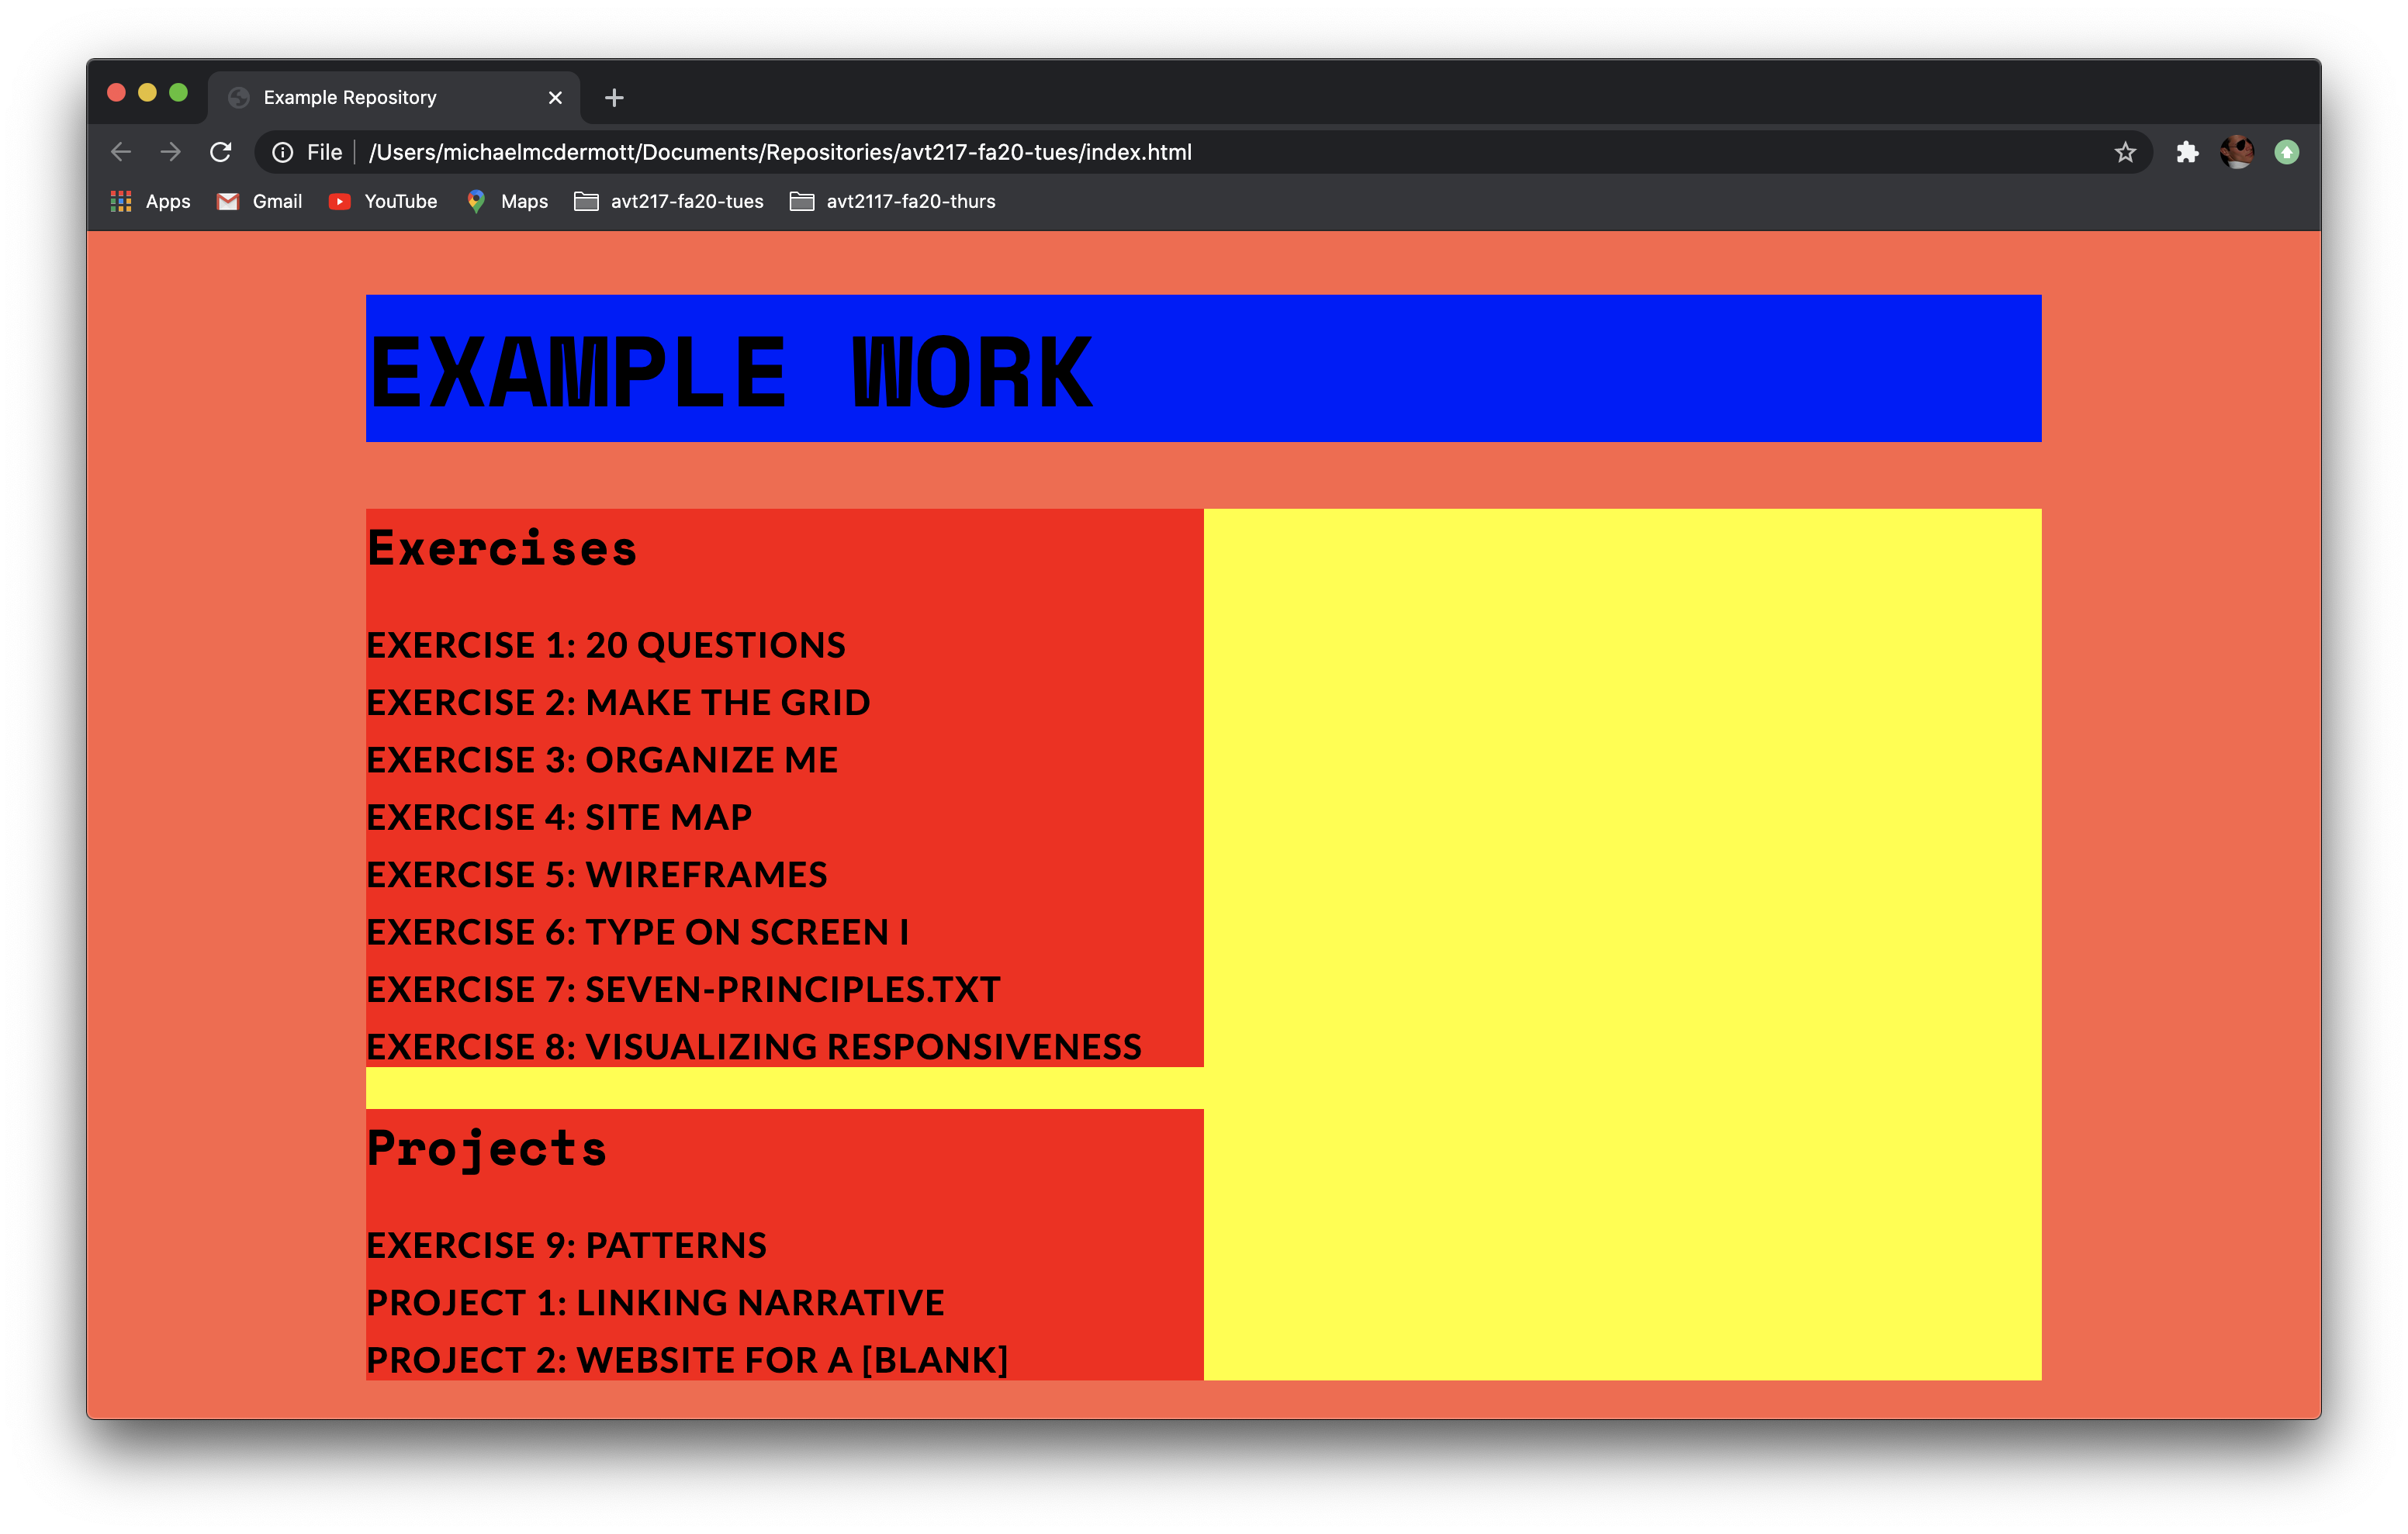 Example Repository
File /Users/michaelmcdermott/Documents/Repositories/avt217-fa20-tues/index.html
Apps Gmail YouTube Maps avt217-fa20-tues avt2117-fa20-thurs
EXAMPLE WORK
Exercises
EXERCISE 1: 20 QUESTIONS
EXERCISE 2: MAKE THE GRID
EXERCISE 3: ORGANIZE ME
EXERCISE 4: SITE MAP
EXERCISE 5: WIREFRAMES
EXERCISE 6: TYPE ON SCREEN I
EXERCISE 7: SEVEN-PRINCIPLES.TXT
EXERCISE 8: VISUALIZING RESPONSIVENESS
Projects
EXERCISE 9: PATTERNS
PROJECT 1: LINKING NARRATIVE
PROJECT 2: WEBSITE FOR A [BLANK]